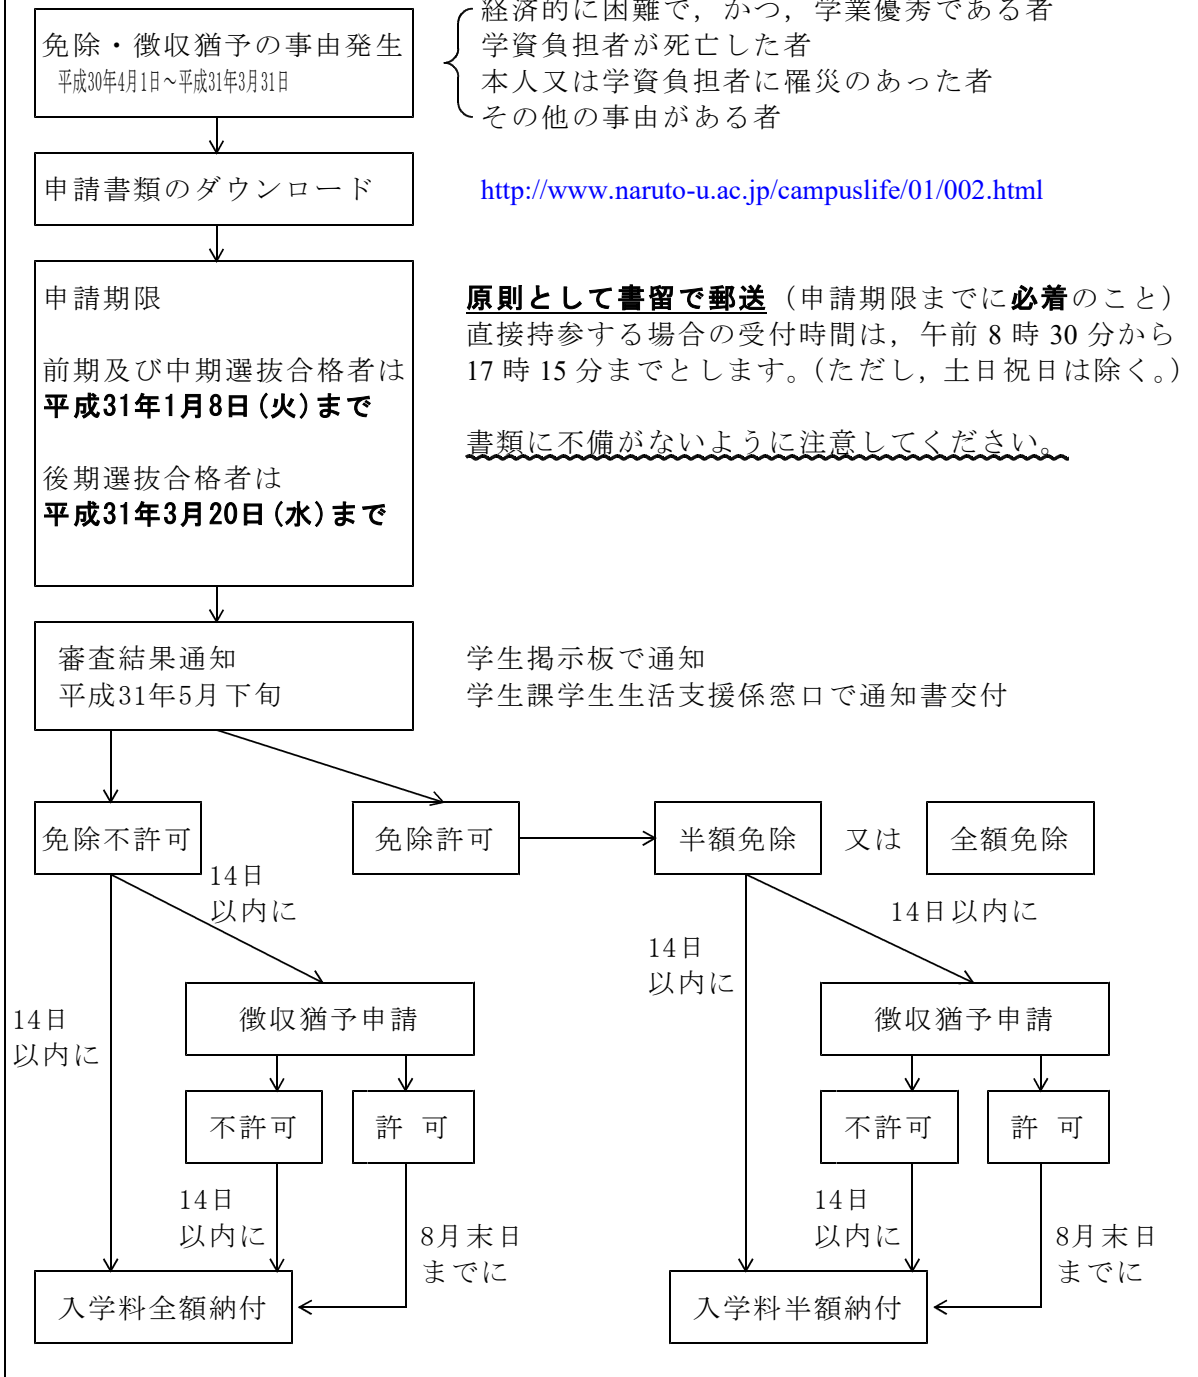 経済的に困難で，かつ，学業優秀である者
免除・徴収猶予の事由発生
学資負担者が死亡した者
平成30年4月1日～平成31年3月31日
本人又は学資負担者に罹災のあった者
その他の事由がある者
申請書類のダウンロード
http://www.naruto-u.ac.jp/campuslife/01/002.html
申請期限
前期及び中期選抜合格者は
平成31年1月8日(火)まで
後期選抜合格者は
平成31年3月20日(水)まで
原則として書留で郵送（申請期限までに必着のこと）
直接持参する場合の受付時間は，午前 8 時 30 分から
17 時 15 分までとします。（ただし，土日祝日は除く。）
書類に不備がないように注意してください。
審査結果通知
平成31年5月下旬
学生掲示板で通知
学生課学生生活支援係窓口で通知書交付
免除不許可
免除許可
半額免除
又は
全額免除
14日
以内に
14日以内に
14日
以内に
14日
以内に
徴収猶予申請
徴収猶予申請
不許可
許 可
不許可
許 可
14日
以内に
8月末日
までに
14日
以内に
8月末日
までに
入学料全額納付
入学料半額納付